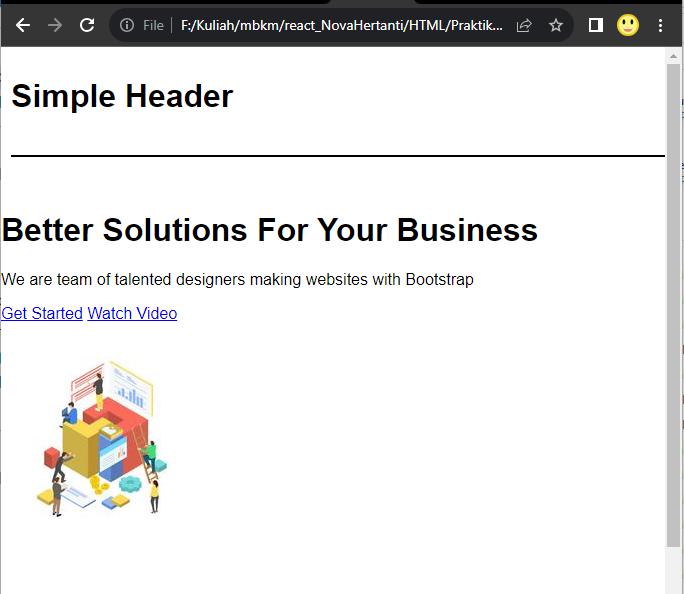 File | F:/Kuliah/mbkm/react_NovaHertanti/HTML/Praktik...
Simple Header
Better Solutions For Your Business
We are team of talented designers making websites with Bootstrap
Get Started Watch Video